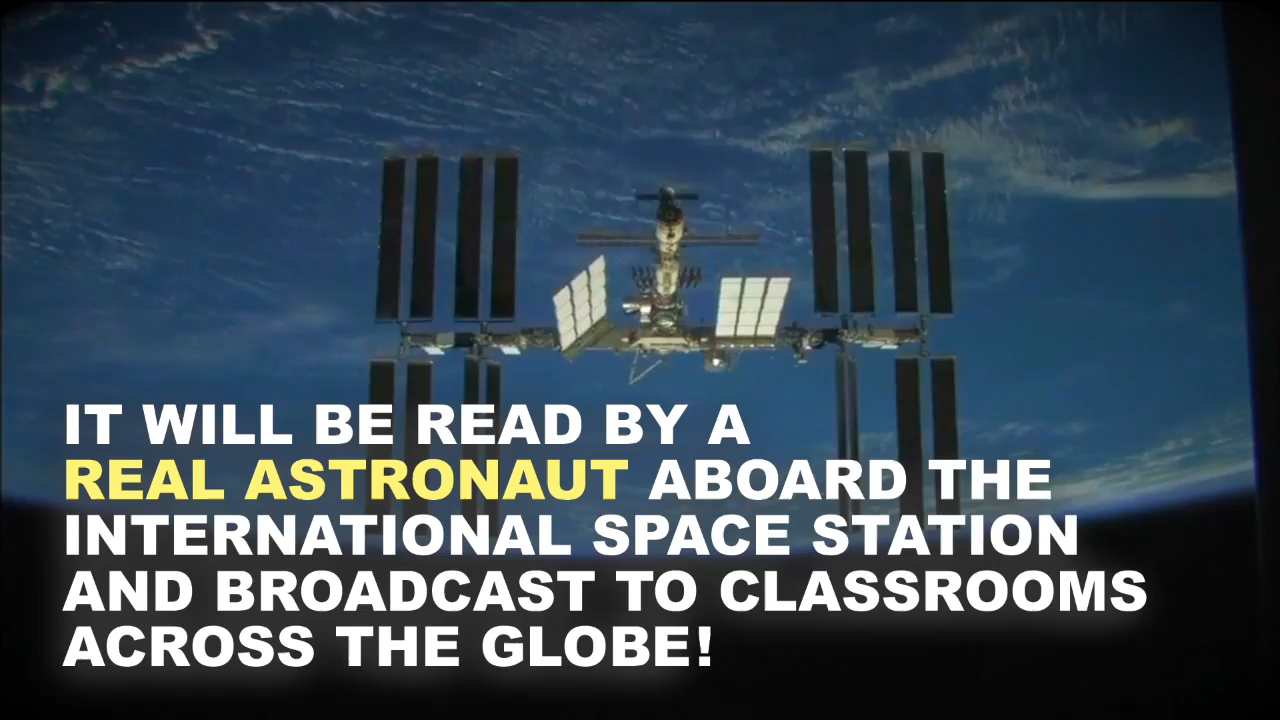 IT WILL BE READ BY A
REAL ASTRONAUT ABOARD THE
INTERNATIONAL SPACE STATION
AND BROADCAST TO CLASSROOMS
ACROSS THE GLOBE!